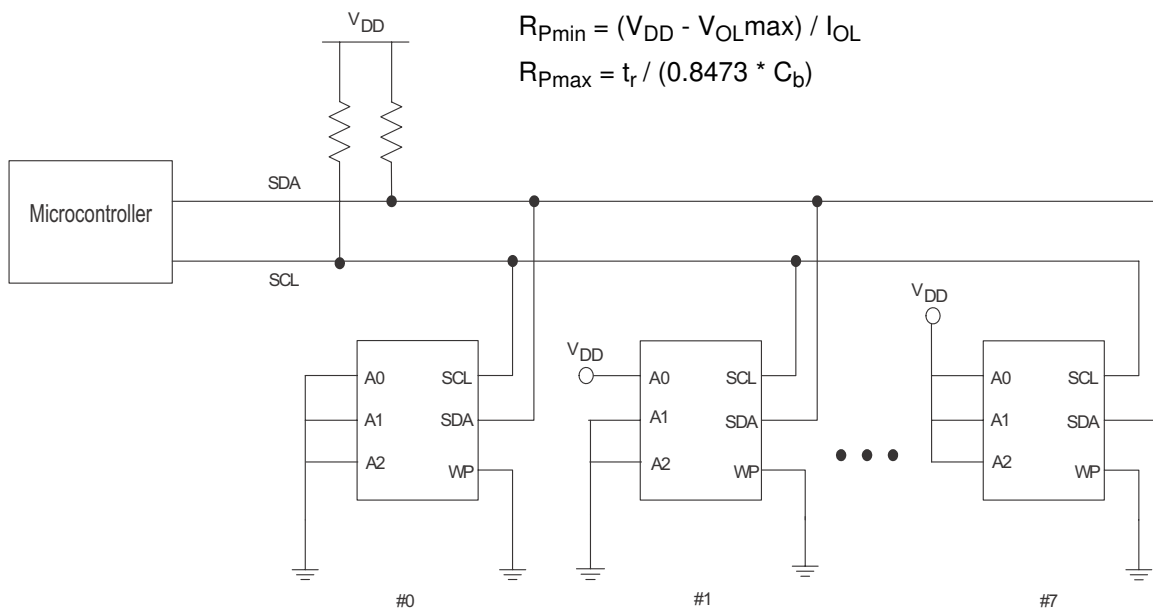 V_DD
R_Pmin = (V_DD - V_OLmax) / I_OL
R_Pmax = t_r / (0.8473 * C_b)
SDA
Microcontroller
SCL
V_DD
V_DD
A0 SCL
A1 SDA
A2 WP
A0 SCL
A1 SDA
A2 WP
A0 SCL
A1 SDA
A2 WP
#0 #1 #7